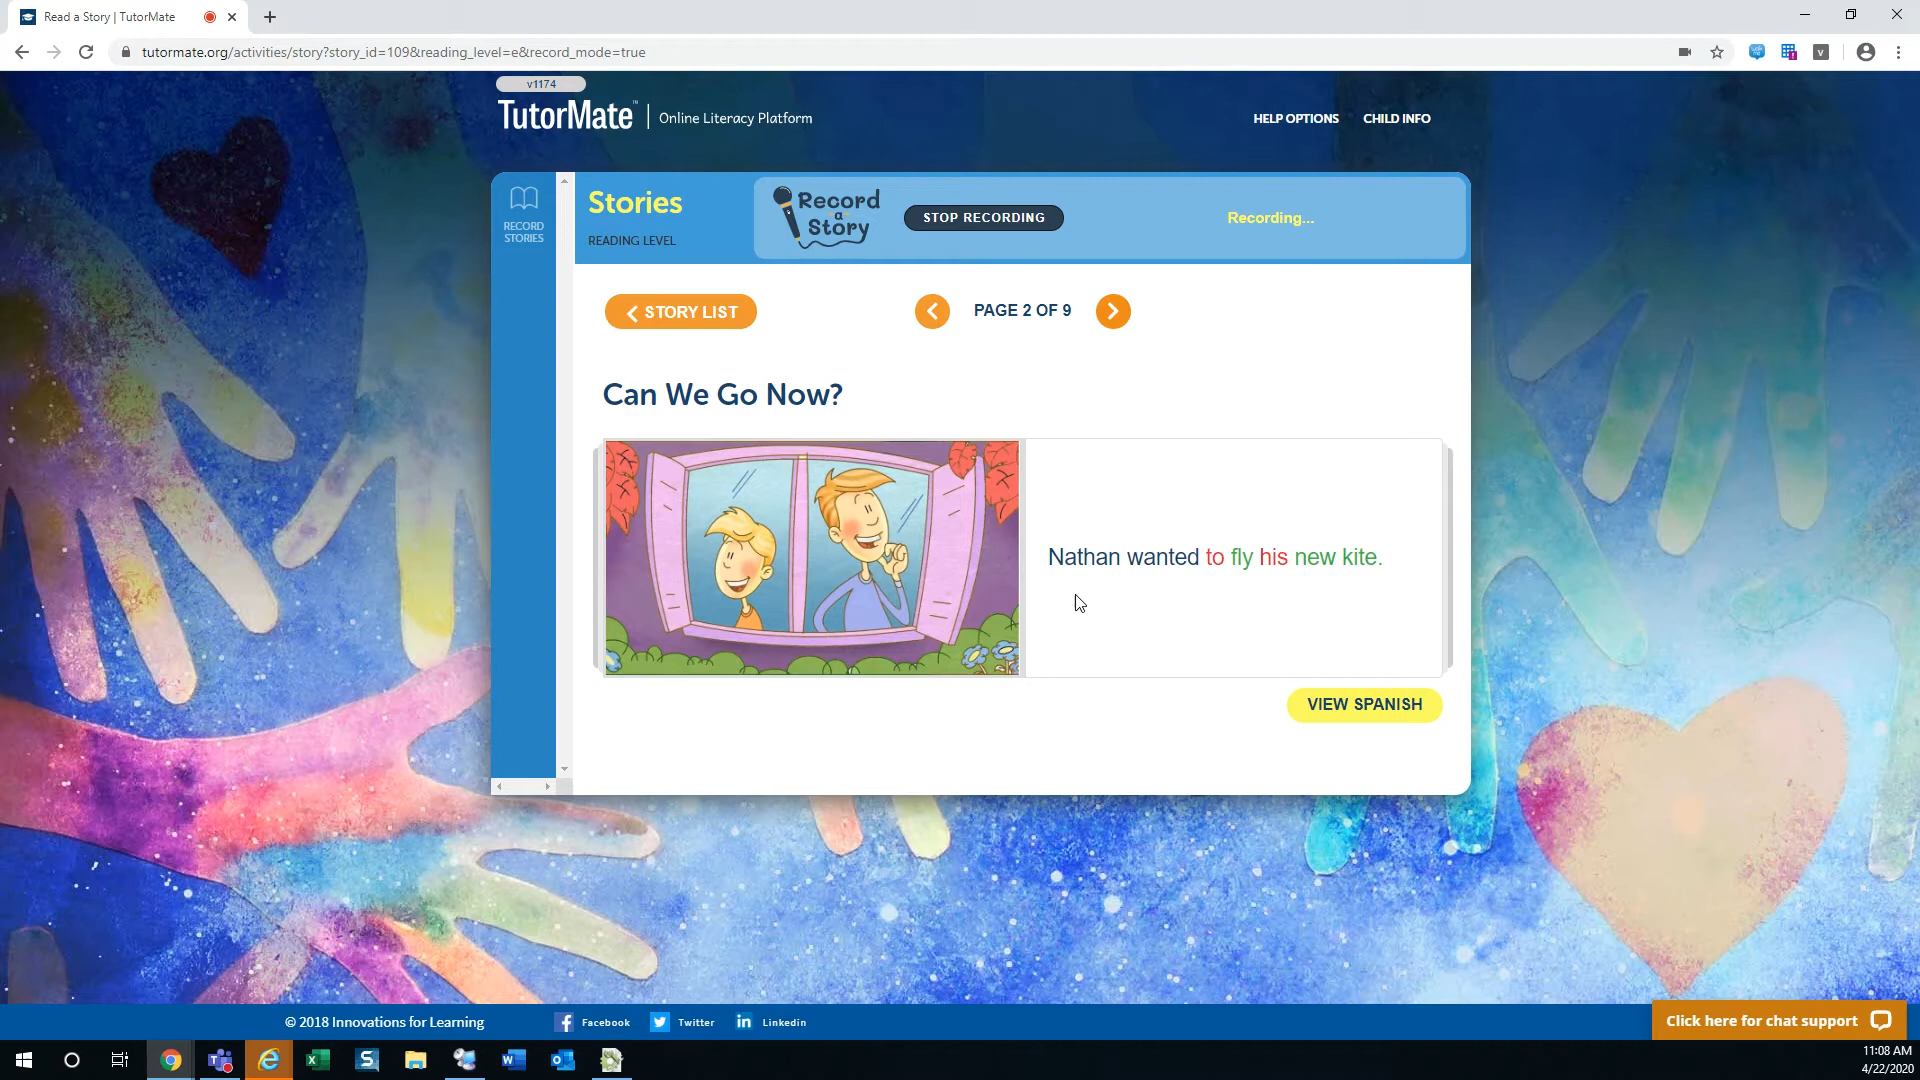 Read a Story | TutorMate
tutormate.org/activities/story?story_id=109&reading_level=e&record_mode=true
v1174
TutorMate™ | Online Literacy Platform
HELP OPTIONS
CHILD INFO
RECORD
STORIES
Stories
READING LEVEL
Record
a
Story
STOP RECORDING
Recording...
STORY LIST
PAGE 2 OF 9
Can We Go Now?
Nathan wanted to fly his new kite.
VIEW SPANISH
© 2018 Innovations for Learning
Facebook
Twitter
Linkedin
Click here for chat support
11:08 AM
4/22/2020